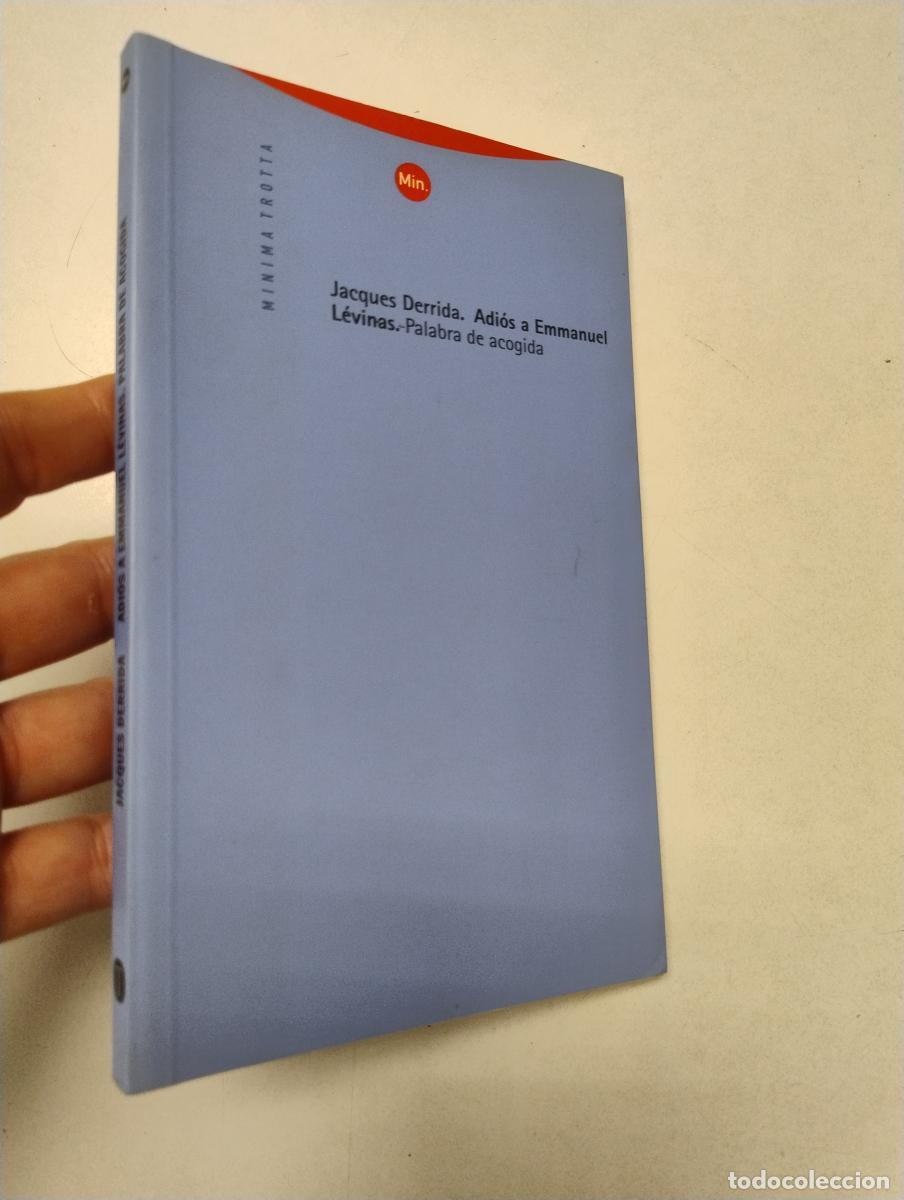 Min.
MINIMA TROTTA
Jacques Derrida. Adiós a Emmanuel
Lévinas. Palabra de acogida
JACQUES DERRIDA ADIÓS A EMMANUEL LÉVINAS. PALABRA DE ACOGIDA
todocoleccion